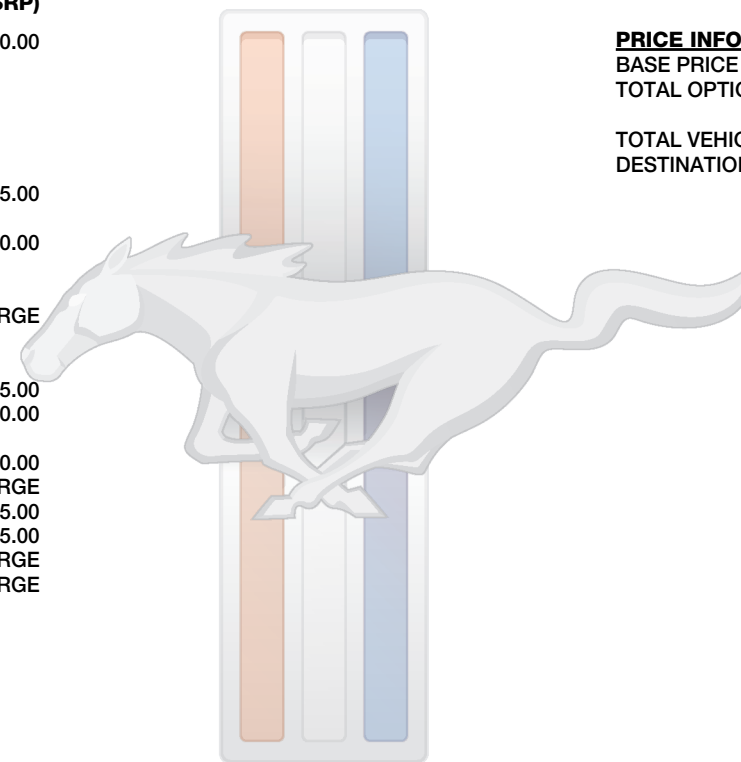 SRP)
0.00
5.00
0.00
RGE
5.00
0.00
0.00
RGE
5.00
5.00
RGE
RGE
PRICE INFO
BASE PRICE
TOTAL OPTIO
TOTAL VEHIC
DESTINATION